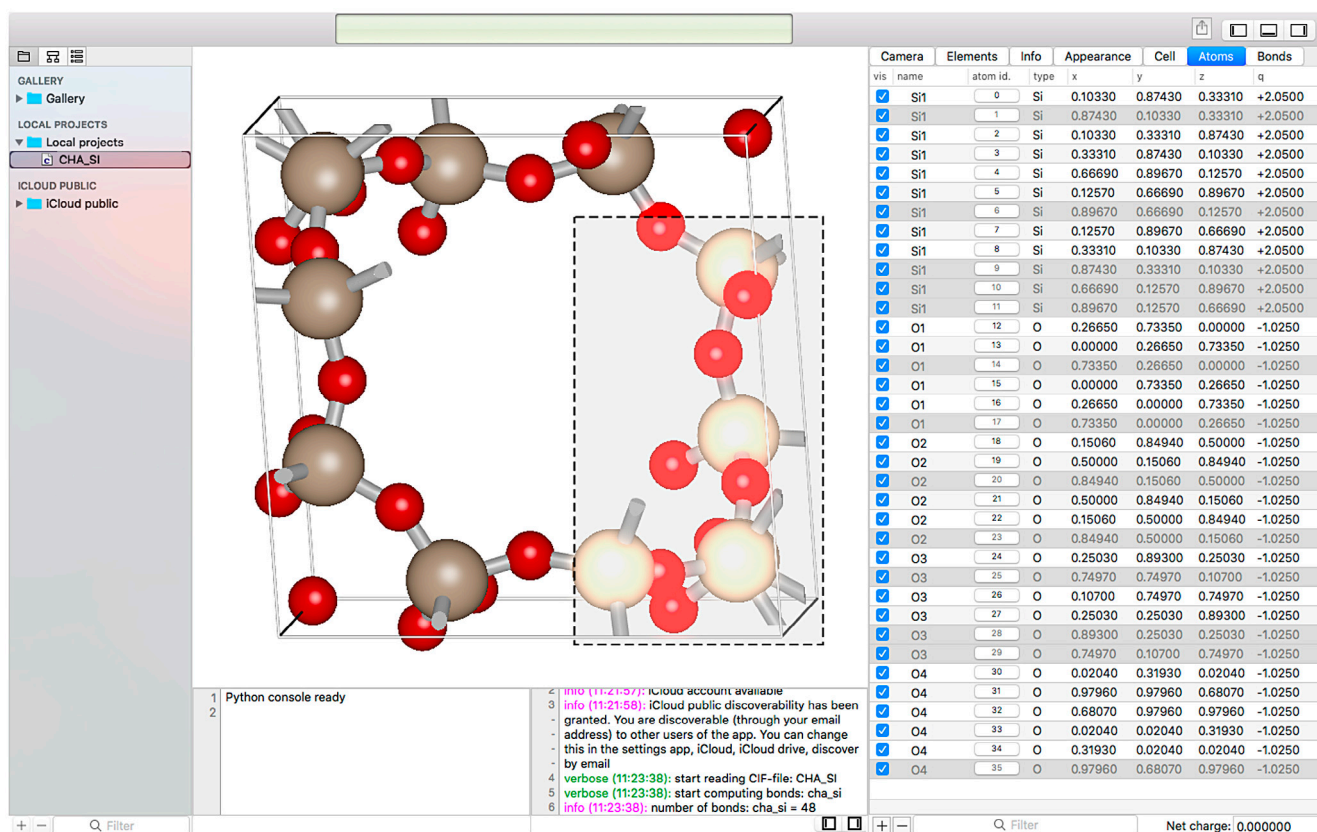 GALLERY
Gallery
LOCAL PROJECTS
Local projects
CHA_SI
ICLOUD PUBLIC
iCloud public
Filter
1 Python console ready
2
2 info (11:21:57): iCloud account available
3 info (11:21:58): iCloud public discoverability has been
- granted. You are discoverable (through your email
- address) to other users of the app. You can change
- this in the settings app, iCloud, iCloud drive, discover
- by email
4 verbose (11:23:38): start reading CIF-file: CHA_SI
5 verbose (11:23:38): start computing bonds: cha_si
6 info (11:23:38): number of bonds: cha_si = 48
Camera Elements Info Appearance Cell Atoms Bonds
vis name atom id. type x y z q
Si1 0 Si 0.10330 0.87430 0.33310 +2.0500
Si1 1 Si 0.87430 0.10330 0.33310 +2.0500
Si1 2 Si 0.10330 0.33310 0.87430 +2.0500
Si1 3 Si 0.33310 0.87430 0.10330 +2.0500
Si1 4 Si 0.66690 0.89670 0.12570 +2.0500
Si1 5 Si 0.12570 0.66690 0.89670 +2.0500
Si1 6 Si 0.89670 0.66690 0.12570 +2.0500
Si1 7 Si 0.12570 0.89670 0.66690 +2.0500
Si1 8 Si 0.33310 0.10330 0.87430 +2.0500
Si1 9 Si 0.87430 0.33310 0.10330 +2.0500
Si1 10 Si 0.66690 0.12570 0.89670 +2.0500
Si1 11 Si 0.89670 0.12570 0.66690 +2.0500
O1 12 O 0.26650 0.73350 0.00000 -1.0250
O1 13 O 0.00000 0.26650 0.73350 -1.0250
O1 14 O 0.73350 0.26650 0.00000 -1.0250
O1 15 O 0.00000 0.73350 0.26650 -1.0250
O1 16 O 0.26650 0.00000 0.73350 -1.0250
O1 17 O 0.73350 0.00000 0.26650 -1.0250
O2 18 O 0.15060 0.84940 0.50000 -1.0250
O2 19 O 0.50000 0.15060 0.84940 -1.0250
O2 20 O 0.84940 0.15060 0.50000 -1.0250
O2 21 O 0.50000 0.84940 0.15060 -1.0250
O2 22 O 0.15060 0.50000 0.84940 -1.0250
O2 23 O 0.84940 0.50000 0.15060 -1.0250
O3 24 O 0.25030 0.89300 0.25030 -1.0250
O3 25 O 0.74970 0.74970 0.10700 -1.0250
O3 26 O 0.10700 0.74970 0.74970 -1.0250
O3 27 O 0.25030 0.25030 0.89300 -1.0250
O3 28 O 0.89300 0.25030 0.25030 -1.0250
O3 29 O 0.74970 0.10700 0.74970 -1.0250
O4 30 O 0.02040 0.31930 0.02040 -1.0250
O4 31 O 0.97960 0.97960 0.68070 -1.0250
O4 32 O 0.68070 0.97960 0.97960 -1.0250
O4 33 O 0.02040 0.02040 0.31930 -1.0250
O4 34 O 0.31930 0.02040 0.02040 -1.0250
O4 35 O 0.97960 0.68070 0.97960 -1.0250
Filter
Net charge: 0.000000